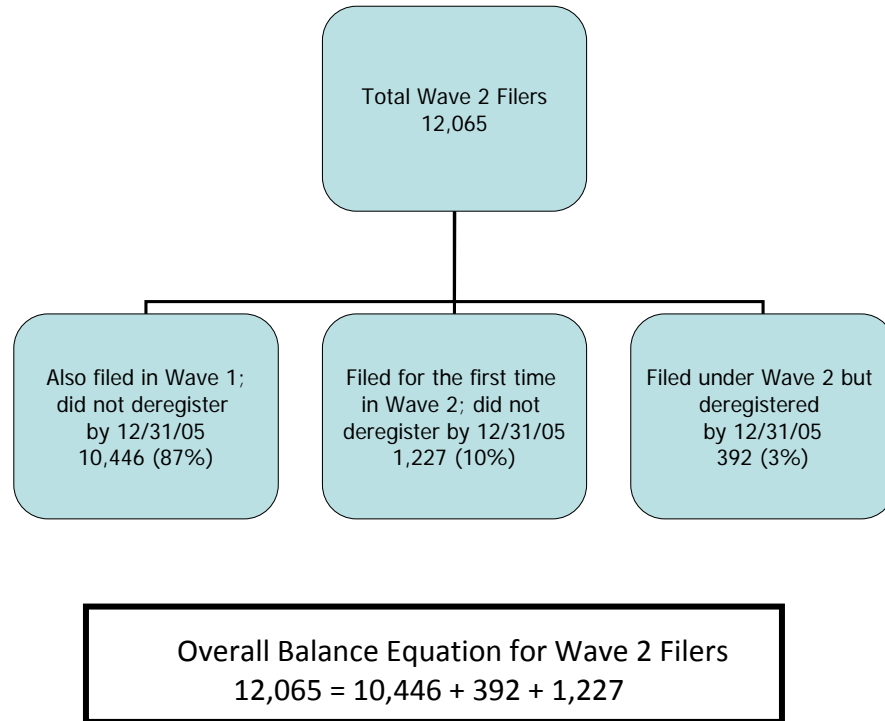 Total Wave 2 Filers
12,065
Also filed in Wave 1;
did not deregister
by 12/31/05
10,446 (87%)
Filed for the first time
in Wave 2; did not
deregister by 12/31/05
1,227 (10%)
Filed under Wave 2 but
deregistered
by 12/31/05
392 (3%)
Overall Balance Equation for Wave 2 Filers
12,065 = 10,446 + 392 + 1,227